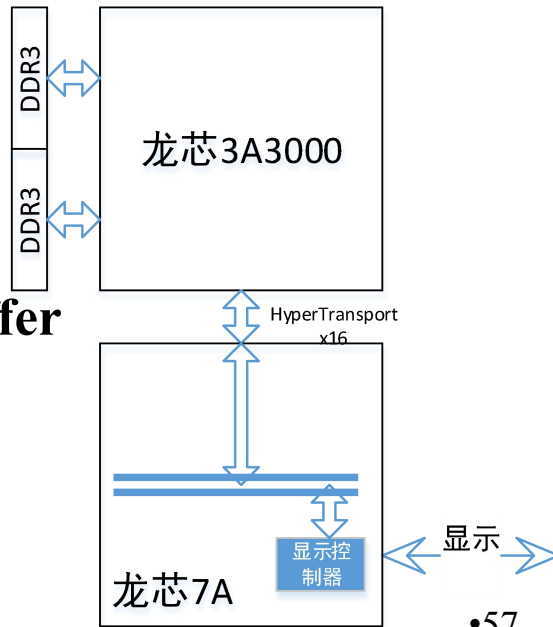 DDR3
龙芯3A3000
DDR3
ffer
HyperTransport
x16
显示
显示控
制器
龙芯7A
•57